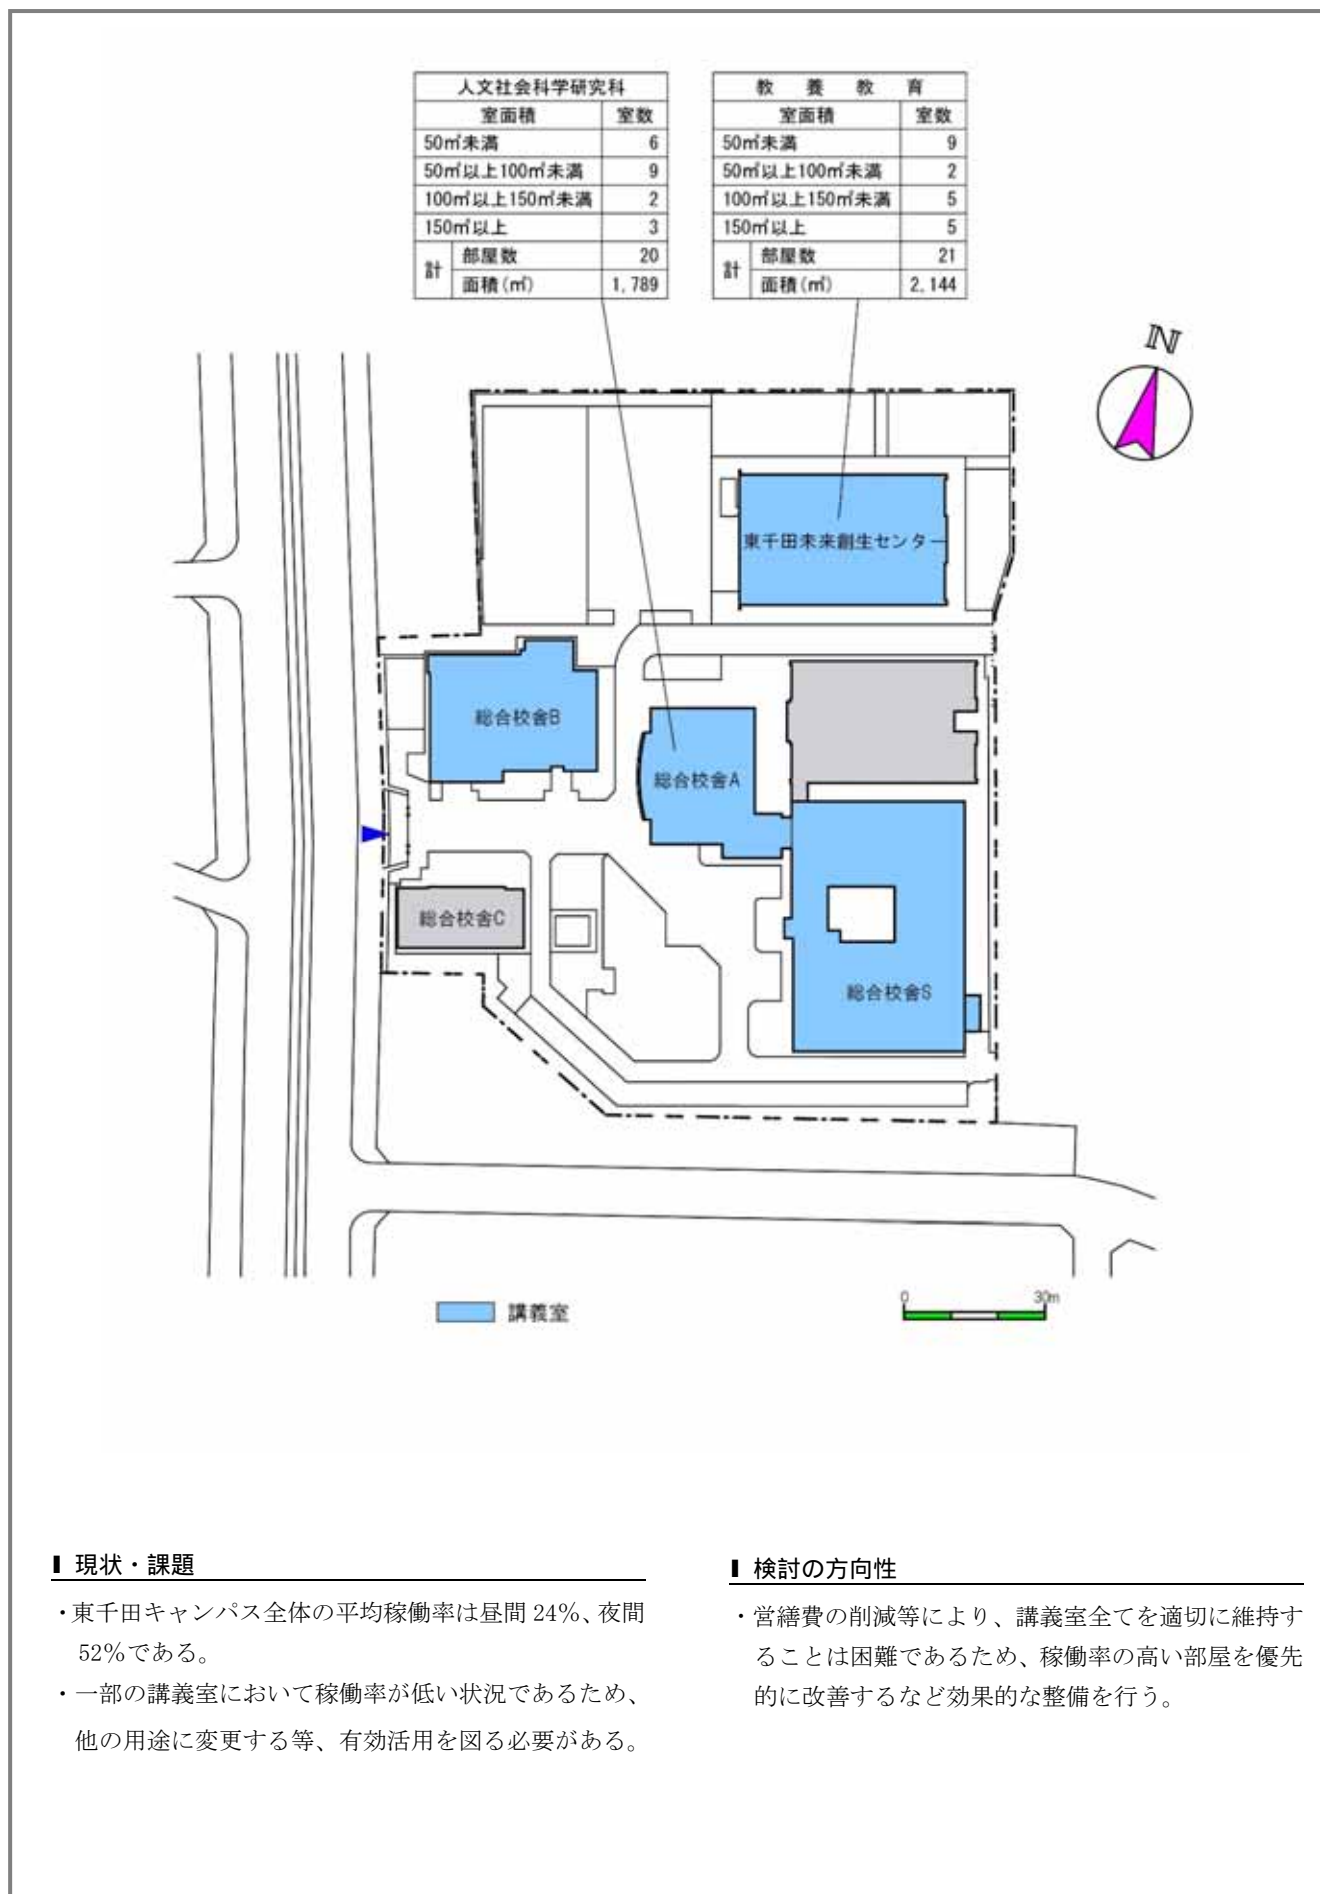 人文社会科学研究科
室面積 室数
50㎡未満 6
50㎡以上100㎡未満 9
100㎡以上150㎡未満 2
150㎡以上 3
計 部屋数 20
面積(㎡) 1,789
教養教育
室面積 室数
50㎡未満 9
50㎡以上100㎡未満 2
100㎡以上150㎡未満 5
150㎡以上 5
計 部屋数 21
面積(㎡) 2,144
N
東千田未来創生センター
総合校舎B
総合校舎A
総合校舎C
総合校舎S
講義室
0 30m
現状・課題
・東千田キャンパス全体の平均稼働率は昼間 24%、夜間
52%である。
・一部の講義室において稼働率が低い状況であるため、
他の用途に変更する等、有効活用を図る必要がある。
検討の方向性
・営繕費の削減等により、講義室全てを適切に維持す
ることは困難であるため、稼働率の高い部屋を優先
的に改善するなど効果的な整備を行う。